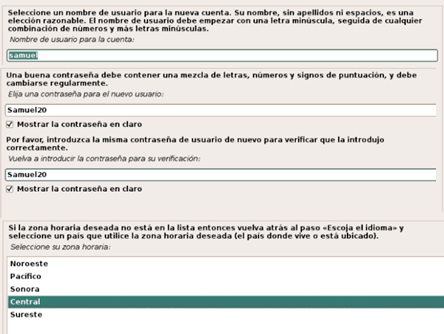 Seleccione un nombre de usuario para la nueva cuenta. Su nombre, sin apellidos ni espacios, es una
elección razonable. El nombre de usuario debe empezar con una letra minúscula, seguida de cualquier
combinación de números y más letras minúsculas.
Nombre de usuario para la cuenta:
samuel
Una buena contraseña debe contener una mezcla de letras, números y signos de puntuación, y debe
cambiarse regularmente.
Elija una contraseña para el nuevo usuario:
Samuel20
Mostrar la contraseña en claro
Por favor, introduzca la misma contraseña de usuario de nuevo para verificar que la introdujo
correctamente.
Vuelva a introducir la contraseña para su verificación:
Samuel20
Mostrar la contraseña en claro
Si la zona horaria deseada no está en la lista entonces vuelva atrás al paso «Escoja el idioma» y
seleccione un país que utilice la zona horaria deseada (el país donde vive o está ubicado).
Seleccione su zona horaria:
Noroeste
Pacífico
Sonora
Central
Sureste